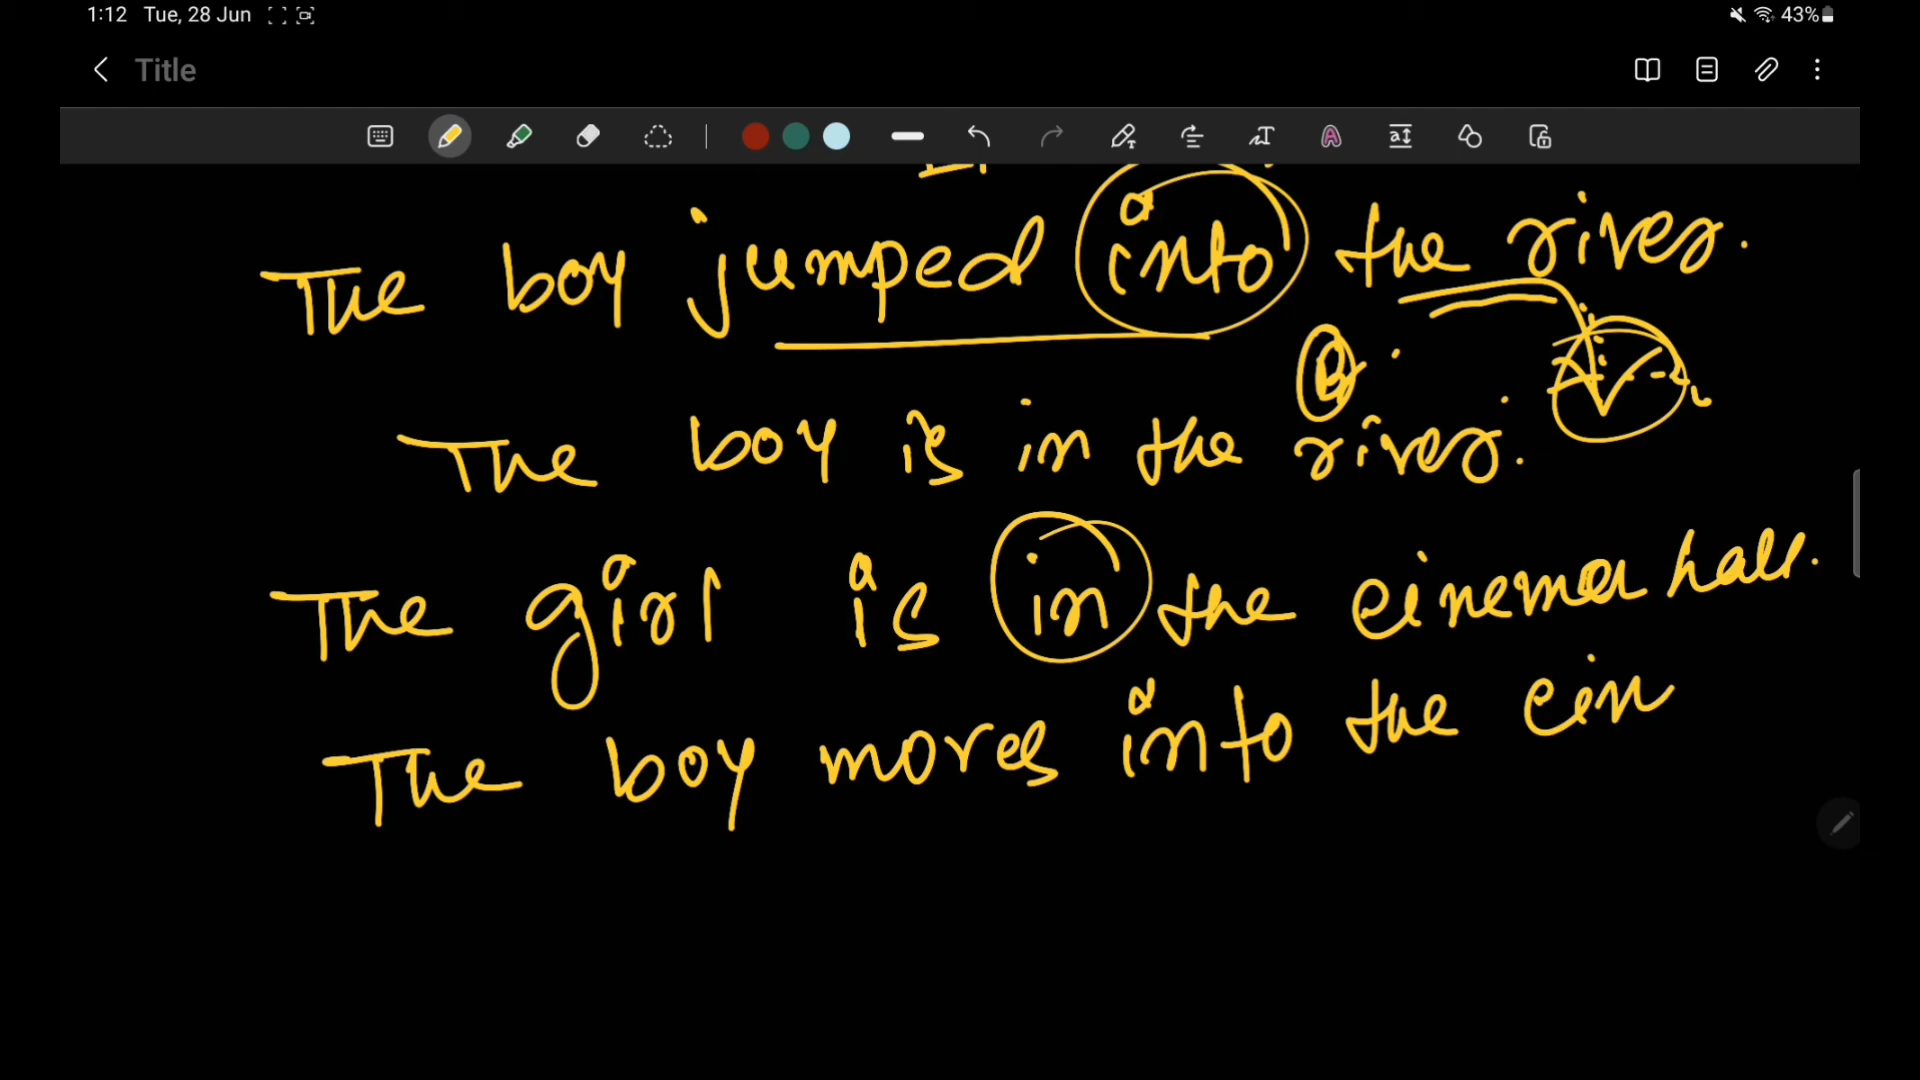 1:12 Tue, 28 Jun 43%
Title
The boy jumped into the river.
B
The boy is in the river.
The girl is in the cinema hall.
The boy moves into the cin